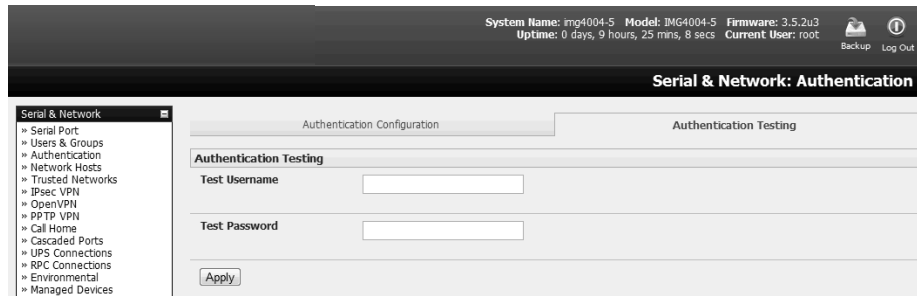 System Name: img4004-5 Model: IMG4004-5 Firmware: 3.5.2u3
Uptime: 0 days, 9 hours, 25 mins, 8 secs Current User: root
Backup
Log Out
Serial & Network: Authentication
Serial & Network
» Serial Port
» Users & Groups
» Authentication
» Network Hosts
» Trusted Networks
» IPsec VPN
» OpenVPN
» PPTP VPN
» Call Home
» Cascaded Ports
» UPS Connections
» RPC Connections
» Environmental
» Managed Devices
Authentication Configuration
Authentication Testing
Authentication Testing
Test Username
Test Password
Apply